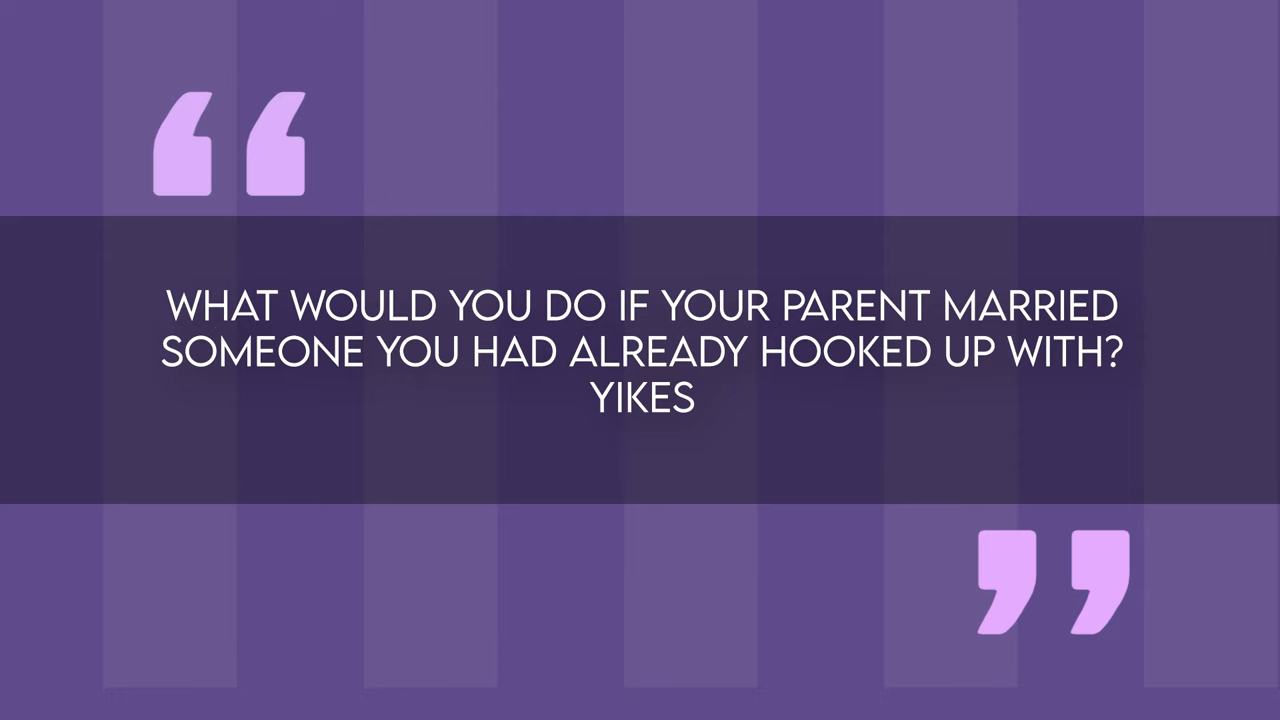 “
WHAT WOULD YOU DO IF YOUR PARENT MARRIED
SOMEONE YOU HAD ALREADY HOOKED UP WITH?
YIKES
”